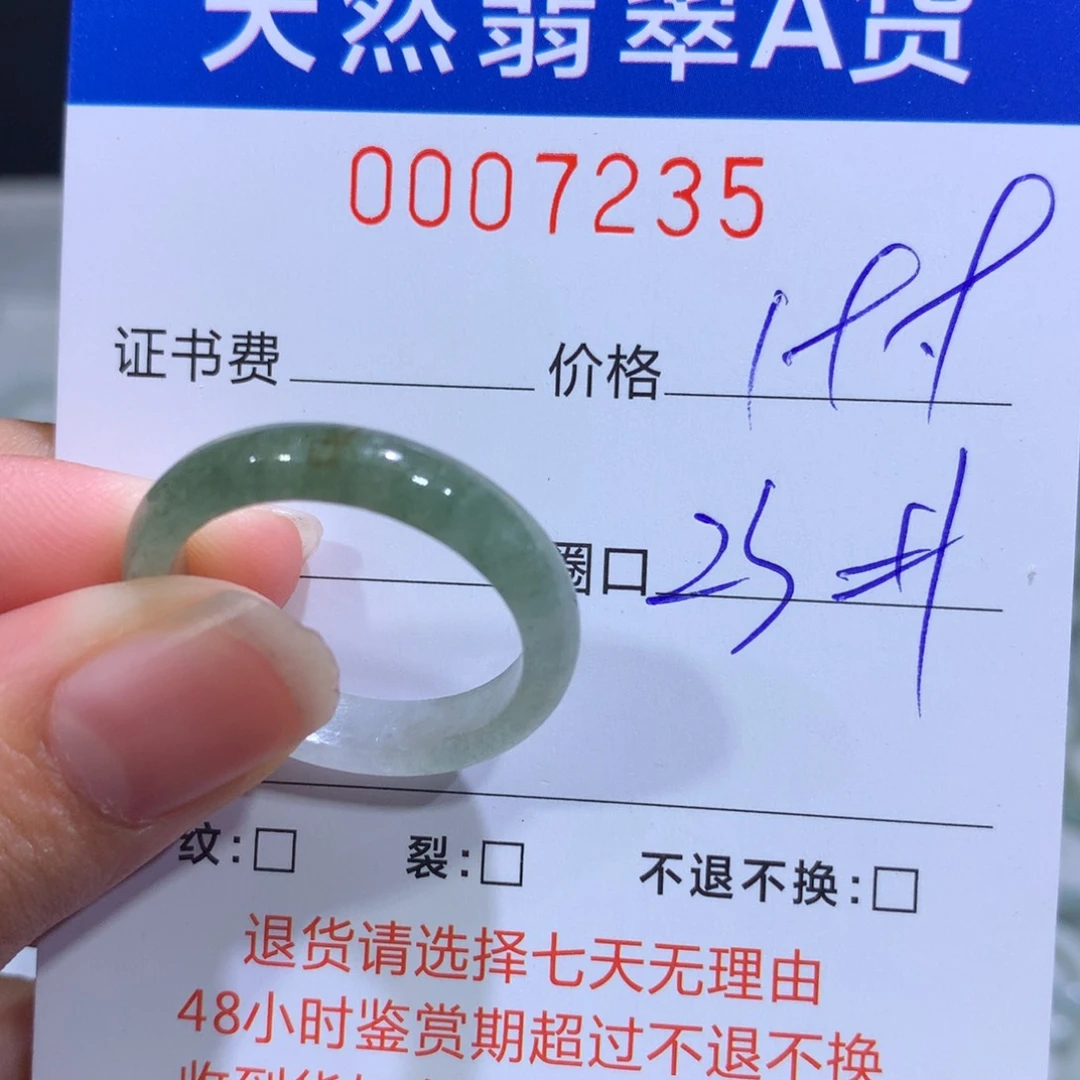 天然翡翠A货
0007235
证书费 价格 199
圈口 23#
纹:□ 裂:□ 不退不换:□
退货请选择七天无理由
48小时鉴赏期超过不退不换